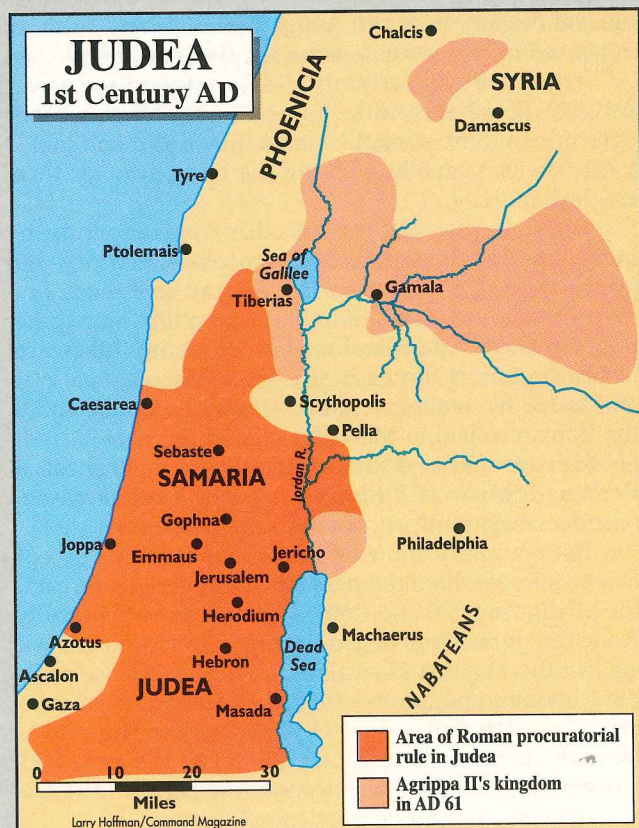 JUDEA
1st Century AD
Chalcis
SYRIA
PHOENICIA
Damascus
Tyre
Ptolemais
Sea of
Galilee
Tiberias
Gamala
Caesarea
Scythopolis
Pella
Sebaste
SAMARIA
Jordan R.
Gophna
Joppa
Emmaus
Jericho
Philadelphia
Jerusalem
Herodium
Azotus
Machaerus
Dead
Sea
NABATEANS
Ascalon
Hebron
JUDEA
Gaza
Masada
Area of Roman procuratorial
rule in Judea
Agrippa II's kingdom
in AD 61
0 10 20 30
Miles
Larry Hoffman/Command Magazine